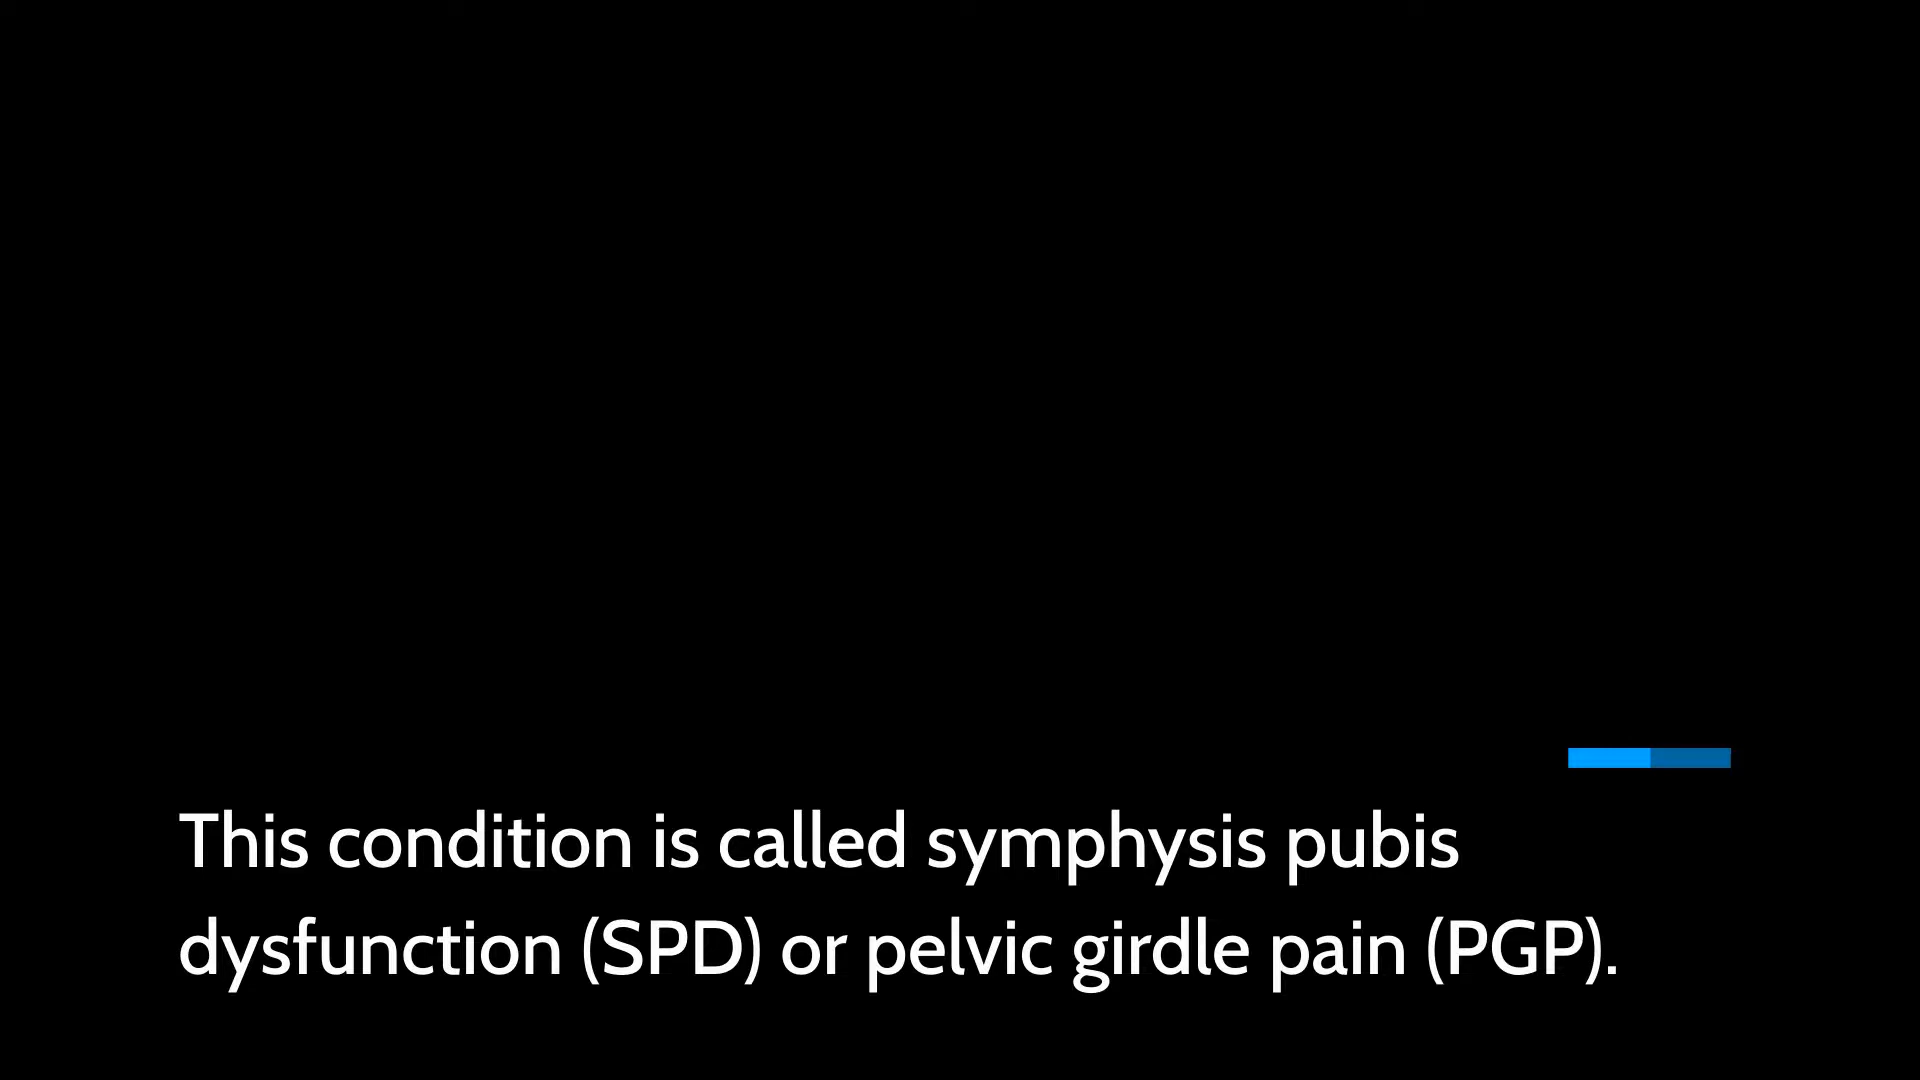 This condition is called symphysis pubis
dysfunction (SPD) or pelvic girdle pain (PGP).